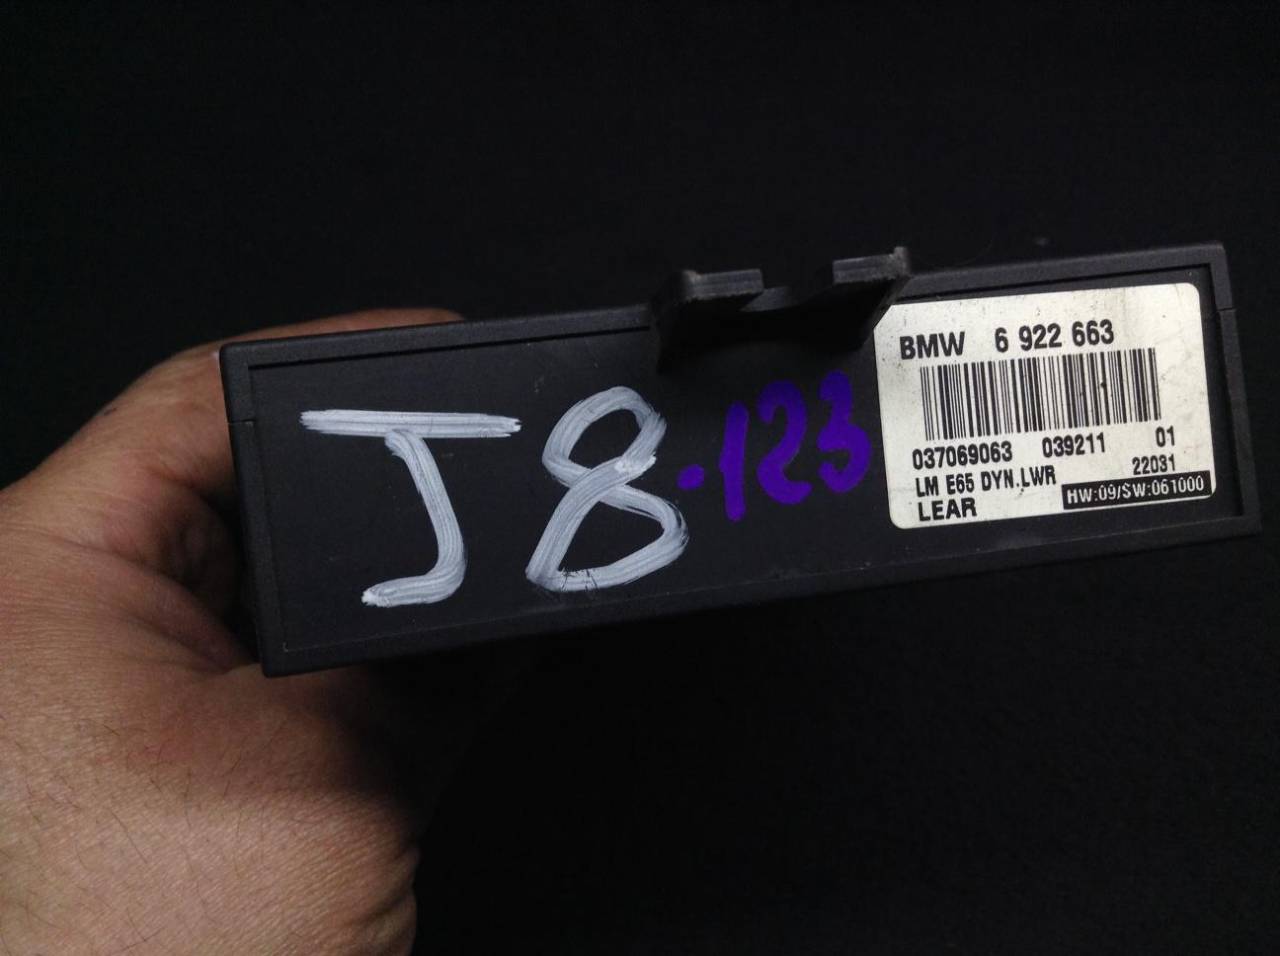 J8.123
BMW 6 922 663
037069063 039211 01
LM E65 DYN.LWR 22031
LEAR HW:09/SW:061000